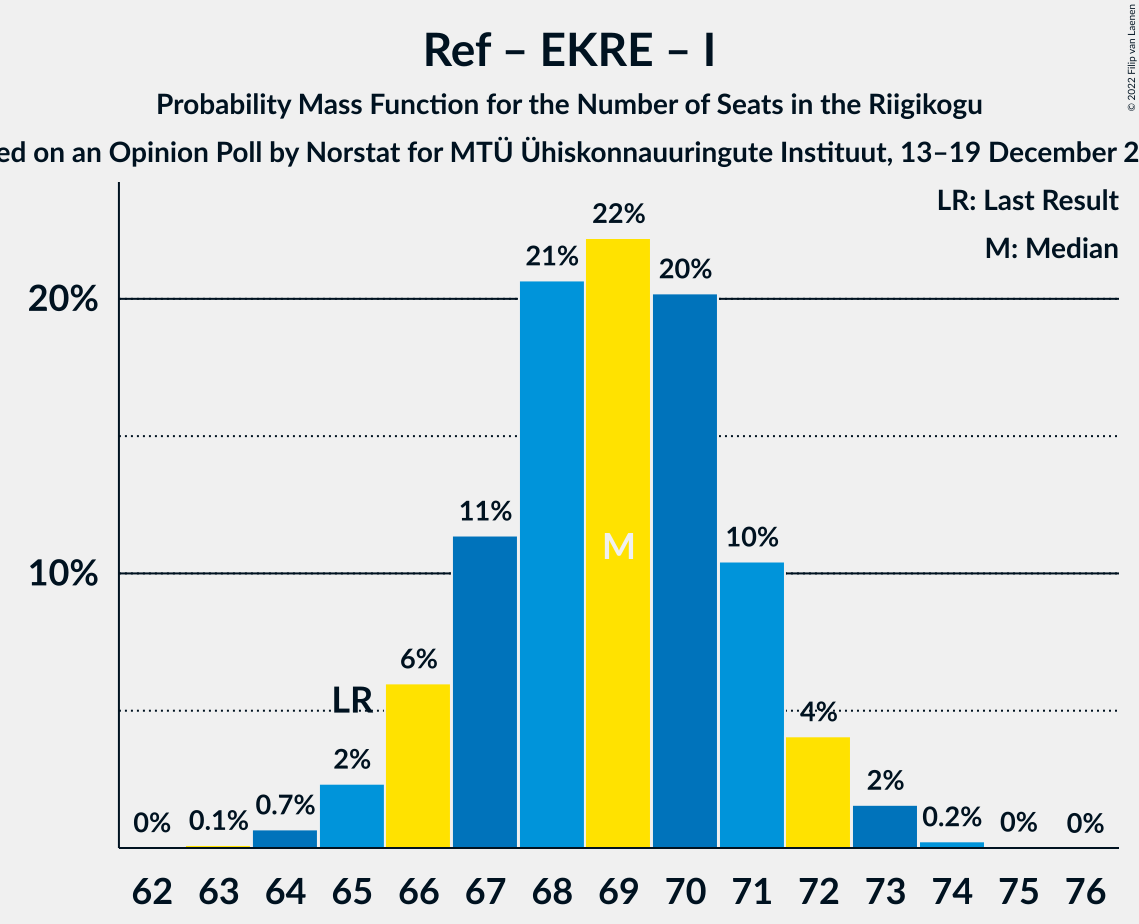 Ref – EKRE – I
Probability Mass Function for the Number of Seats in the Riigikogu
ed on an Opinion Poll by Norstat for MTÜ Ühiskonnauuringute Instituut, 13–19 December 2
© 2022 Filip van Laenen
LR: Last Result
M: Median
20%
10%
0%
0.1%
0.7%
2%
LR
6%
11%
21%
22%
M
20%
10%
4%
2%
0.2%
0%
0%
62 63 64 65 66 67 68 69 70 71 72 73 74 75 76